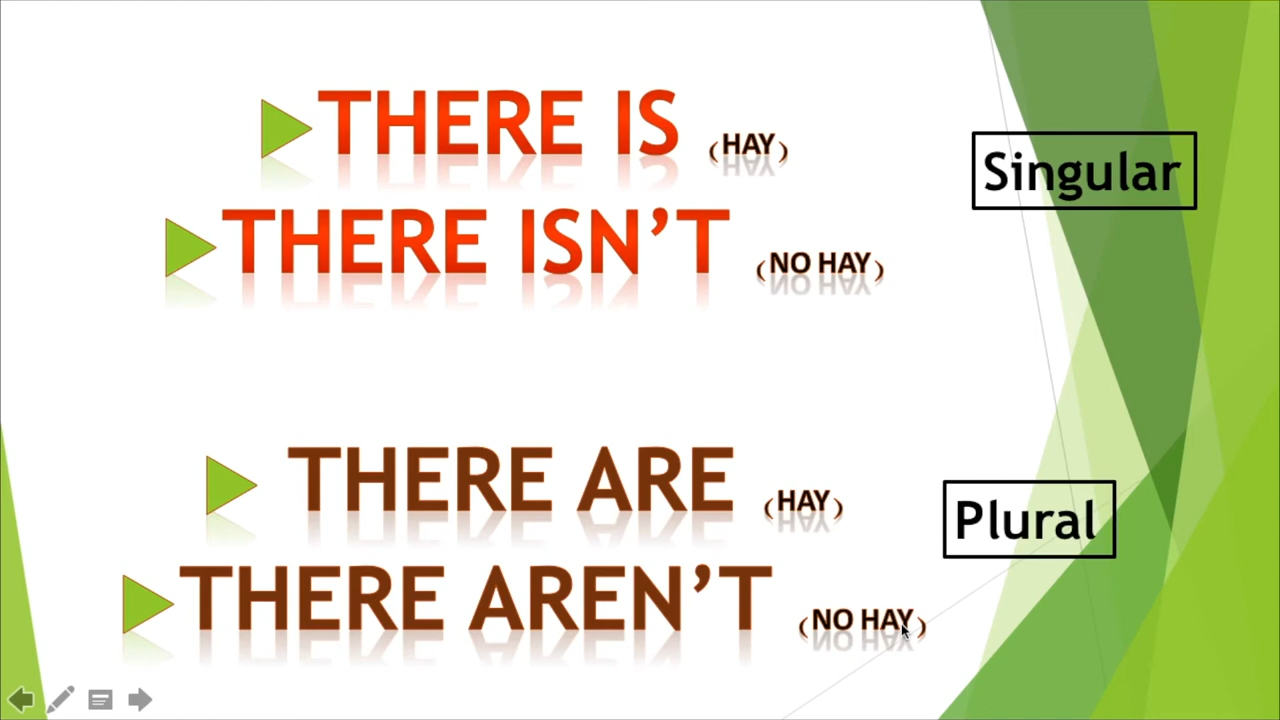 THERE IS (HAY)
Singular
THERE ISN’T (NO HAY)
THERE ARE (HAY)
Plural
THERE AREN’T (NO HAY)